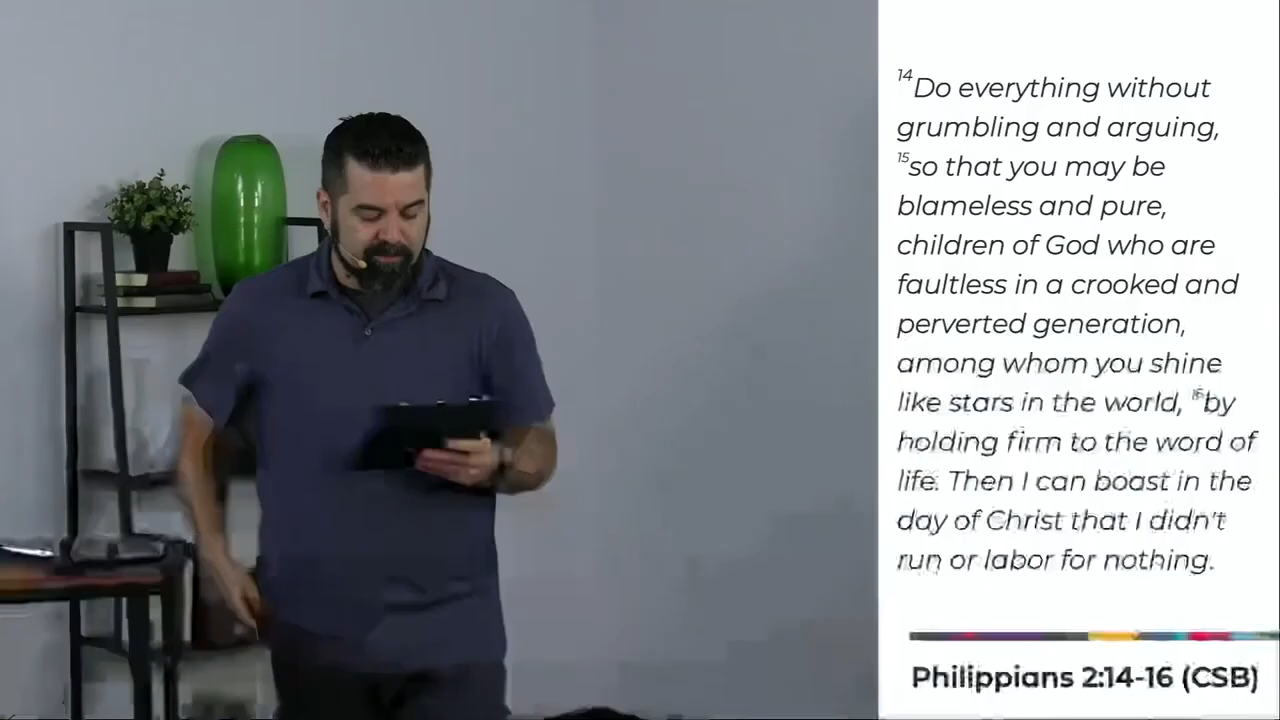 14Do everything without
grumbling and arguing,
15so that you may be
blameless and pure,
children of God who are
faultless in a crooked and
perverted generation,
among whom you shine
like stars in the world, 16by
holding firm to the word of
life. Then I can boast in the
day of Christ that I didn't
run or labor for nothing.
Philippians 2:14-16 (CSB)